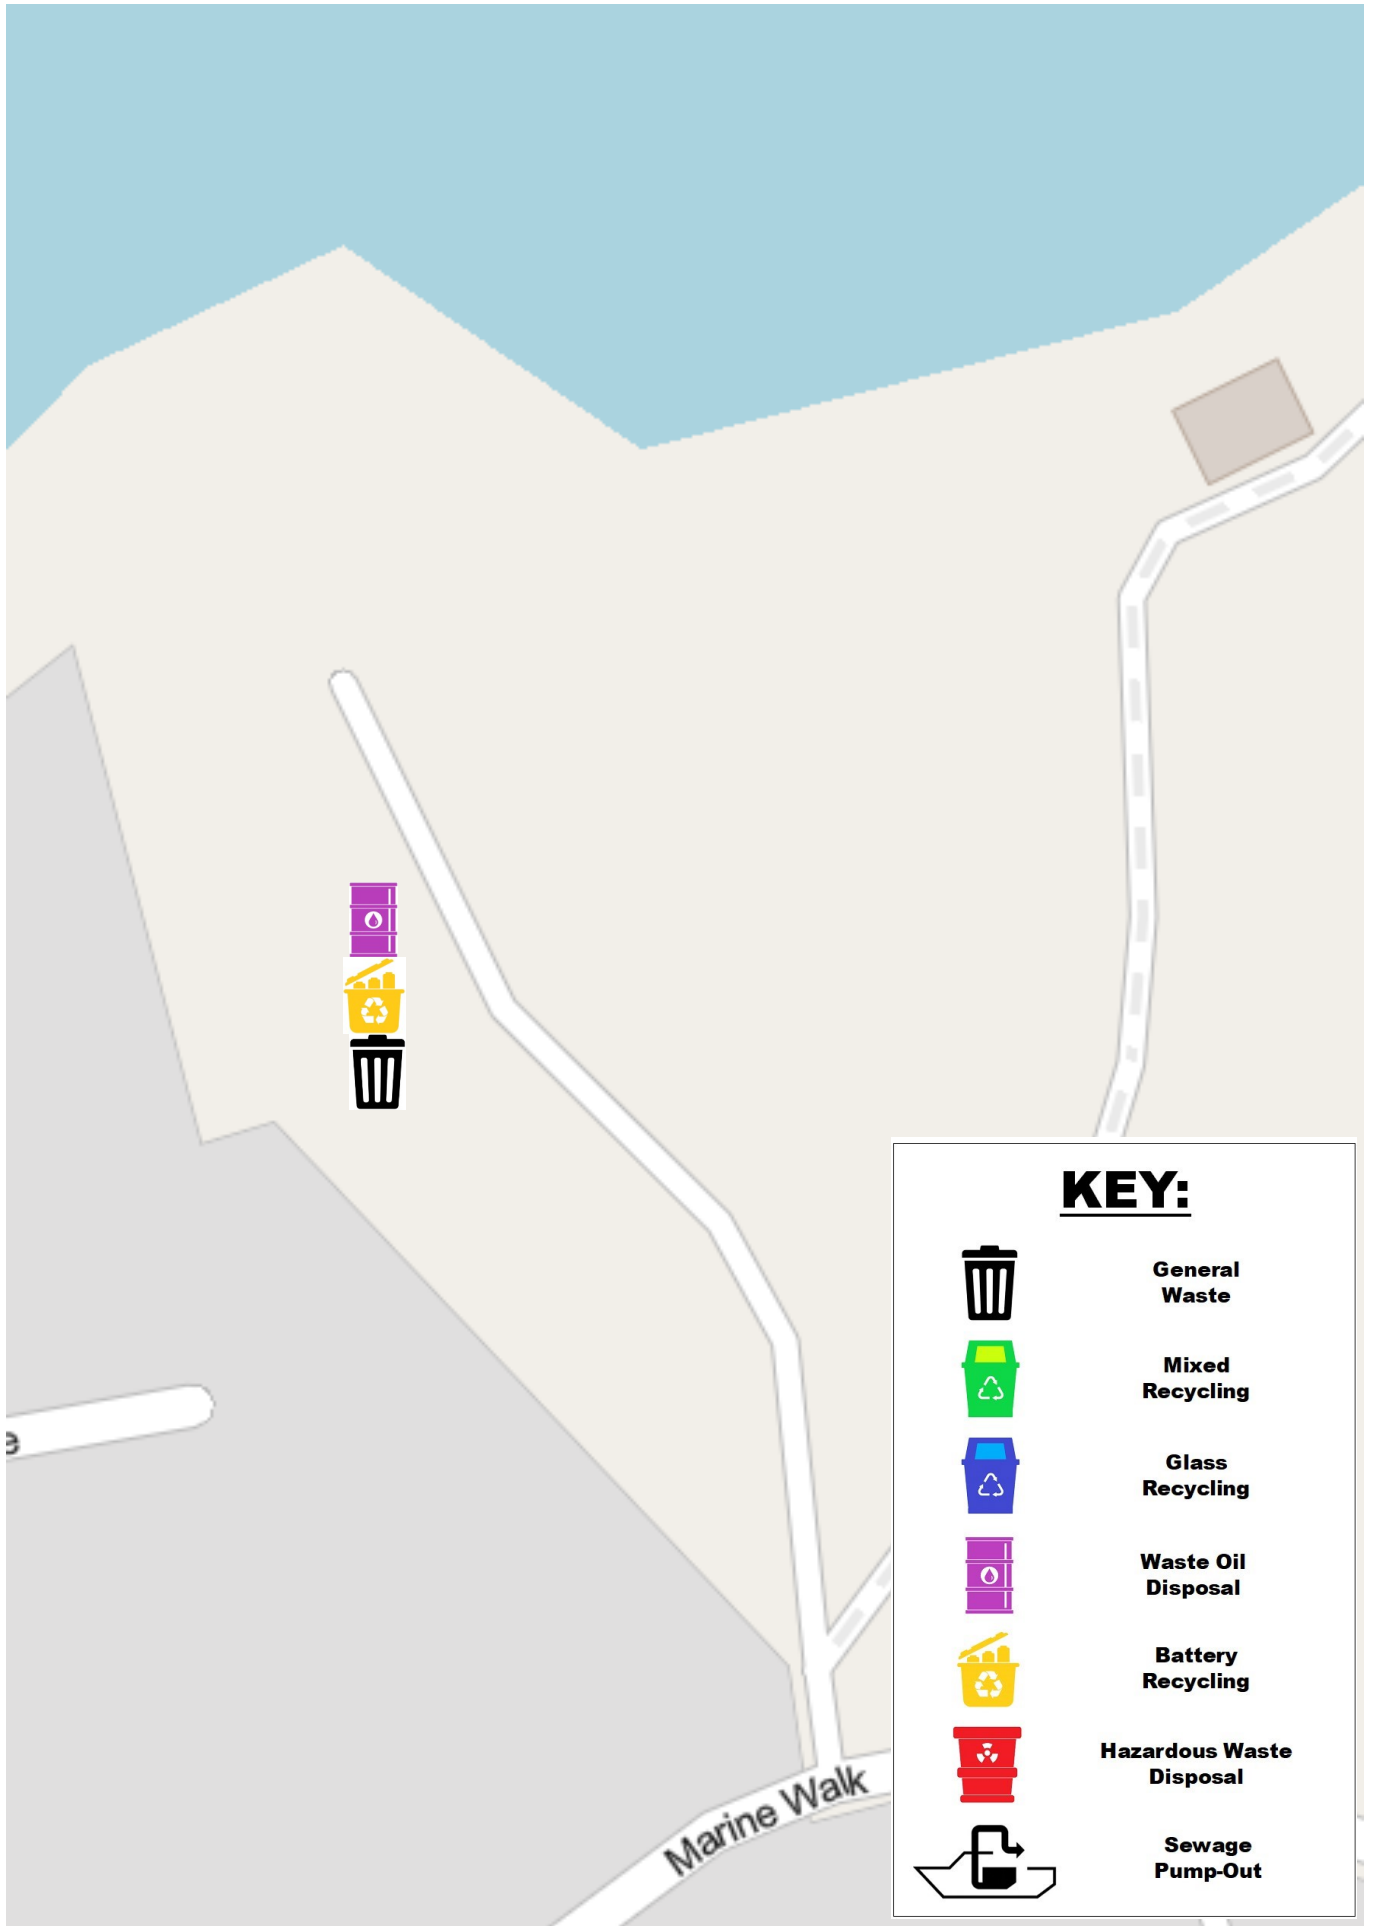 KEY:
General
Waste
Mixed
Recycling
Glass
Recycling
Waste Oil
Disposal
e
Battery
Recycling
Hazardous Waste
Disposal
Marine Walk
Sewage
Pump-Out